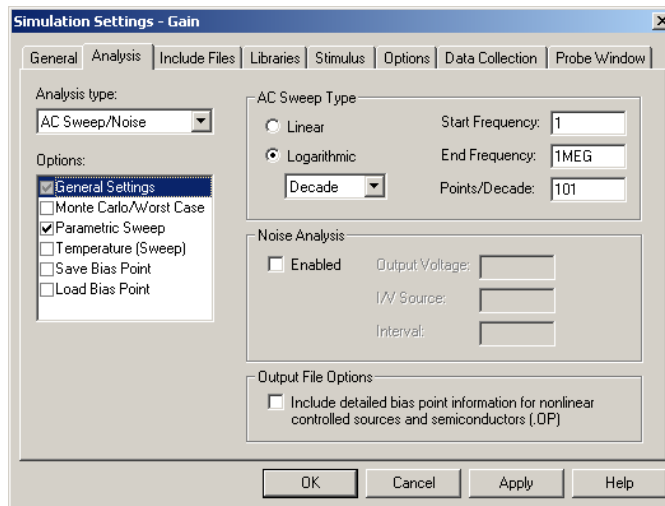 Simulation Settings - Gain
General Analysis Include Files Libraries Stimulus Options Data Collection Probe Window
Analysis type:
AC Sweep/Noise
Options:
General Settings
Monte Carlo/Worst Case
Parametric Sweep
Temperature (Sweep)
Save Bias Point
Load Bias Point
AC Sweep Type
Linear
Logarithmic
Decade
Start Frequency: 1
End Frequency: 1MEG
Points/Decade: 101
Noise Analysis
Enabled
Output Voltage:
I/V Source:
Interval:
Output File Options
Include detailed bias point information for nonlinear
controlled sources and semiconductors (.OP)
OK Cancel Apply Help